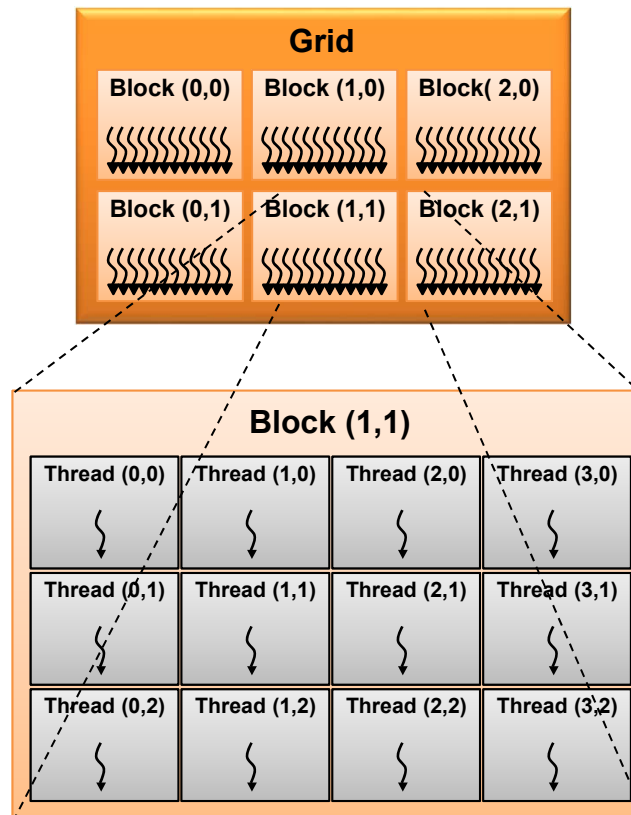 Grid
Block (0,0) Block (1,0) Block( 2,0)
Block (0,1) Block (1,1) Block (2,1)
Block (1,1)
Thread (0,0) Thread (1,0) Thread (2,0) Thread (3,0)
Thread (0,1) Thread (1,1) Thread (2,1) Thread (3,1)
Thread (0,2) Thread (1,2) Thread (2,2) Thread (3,2)